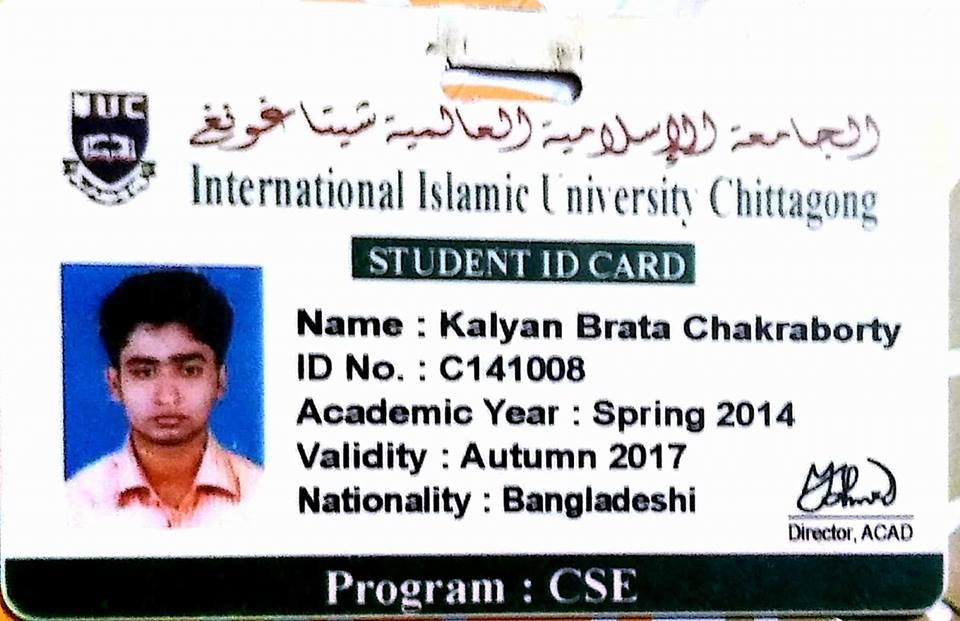 IIUC
الجامعة الإسلامية العالمية شيتاغونغ
International Islamic University Chittagong
STUDENT ID CARD
Name : Kalyan Brata Chakraborty
ID No. : C141008
Academic Year : Spring 2014
Validity : Autumn 2017
Nationality : Bangladeshi
Director, ACAD
Program : CSE